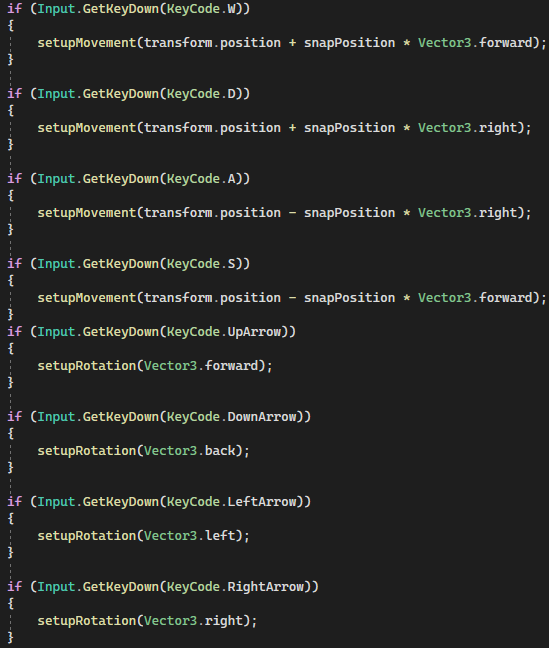 if (Input.GetKeyDown(KeyCode.W))
{
    setupMovement(transform.position + snapPosition * Vector3.forward);
}
if (Input.GetKeyDown(KeyCode.D))
{
    setupMovement(transform.position + snapPosition * Vector3.right);
}
if (Input.GetKeyDown(KeyCode.A))
{
    setupMovement(transform.position - snapPosition * Vector3.right);
}
if (Input.GetKeyDown(KeyCode.S))
{
    setupMovement(transform.position - snapPosition * Vector3.forward);
}
if (Input.GetKeyDown(KeyCode.UpArrow))
{
    setupRotation(Vector3.forward);
}
if (Input.GetKeyDown(KeyCode.DownArrow))
{
    setupRotation(Vector3.back);
}
if (Input.GetKeyDown(KeyCode.LeftArrow))
{
    setupRotation(Vector3.left);
}
if (Input.GetKeyDown(KeyCode.RightArrow))
{
    setupRotation(Vector3.right);
}